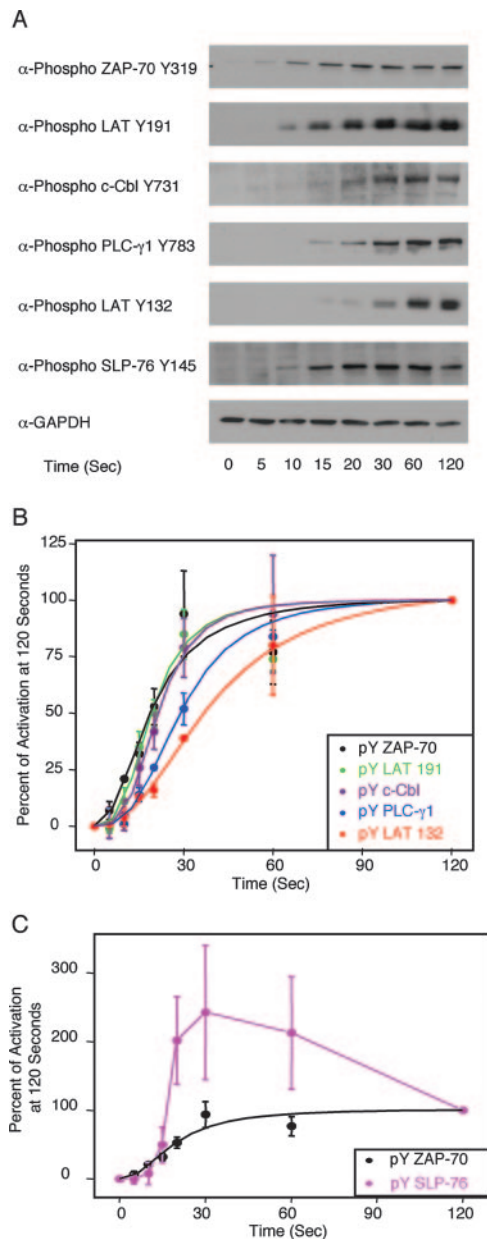 A
α-Phospho ZAP-70 Y319
α-Phospho LAT Y191
α-Phospho c-Cbl Y731
α-Phospho PLC-γ1 Y783
α-Phospho LAT Y132
α-Phospho SLP-76 Y145
α-GAPDH
Time (Sec) 0 5 10 15 20 30 60 120
B
Percent of Activation at 120 Seconds
125
100
75
50
25
0
pY ZAP-70
pY LAT 191
pY c-Cbl
pY PLC-γ1
pY LAT 132
0 30 60 90 120
Time (Sec)
C
Percent of Activation
at 120 Seconds
300
200
100
0
pY ZAP-70
pY SLP-76
0 30 60 90 120
Time (Sec)